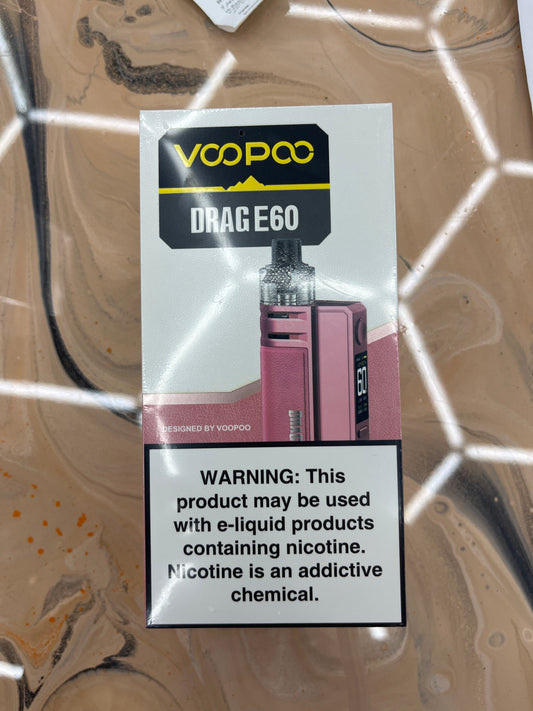 VOOPOO
DRAG E60
60
DESIGNED BY VOOPOO
WARNING: This
product may be used
with e-liquid products
containing nicotine.
Nicotine is an addictive
chemical.